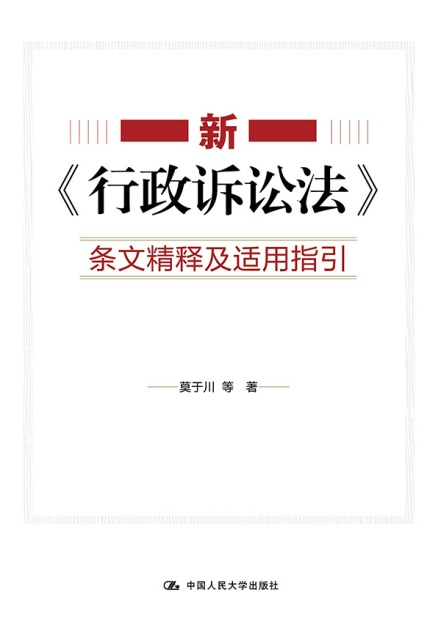 新
《行政诉讼法》
条文精释及适用指引
莫于川 等 著
中国人民大学出版社